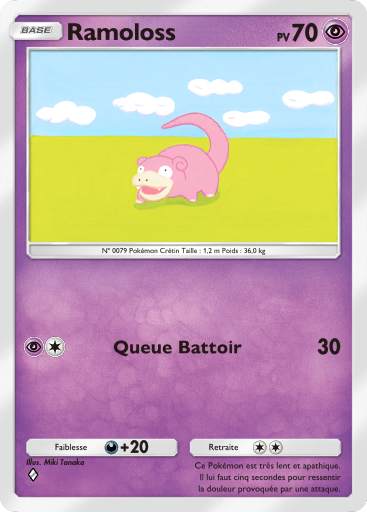 BASE Ramoloss PV 70
N° 0079 Pokémon Crétin Taille : 1,2 m Poids : 36,0 kg
Queue Battoir 30
Faiblesse +20 Retraite
Illus. Miki Tanaka
Ce Pokémon est très lent et apathique.
Il lui faut cinq secondes pour ressentir
la douleur provoquée par une attaque.